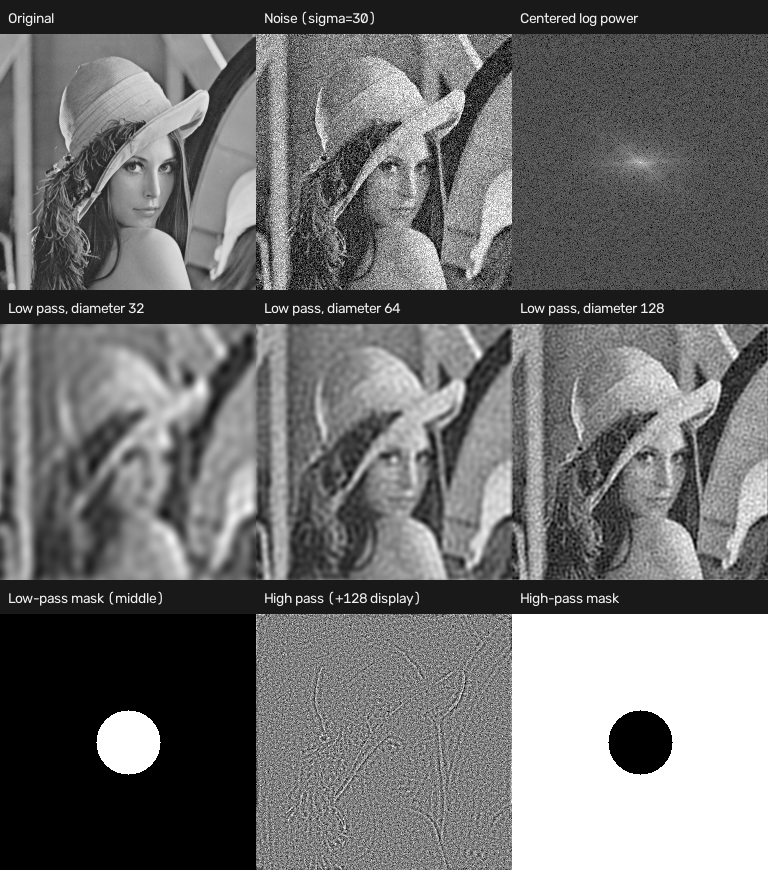 Original
Noise (sigma=30)
Centered log power
Low pass, diameter 32
Low pass, diameter 64
Low pass, diameter 128
Low-pass mask (middle)
High pass (+128 display)
High-pass mask